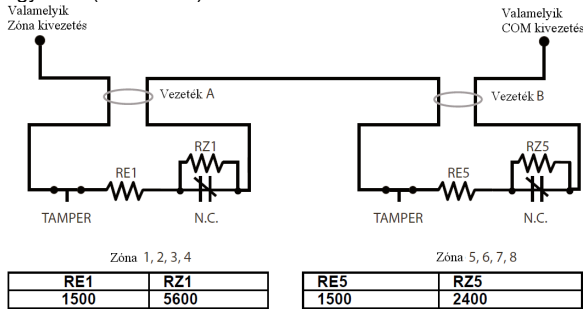 Valamelyik
Zóna kivezetés
Valamelyik
COM kivezetés
Vezeték A
Vezeték B
RZ1
RE1
TAMPER
N.C.
RZ5
RE5
TAMPER
N.C.
Zóna 1, 2, 3, 4
RE1 RZ1
1500 5600
Zóna 5, 6, 7, 8
RE5 RZ5
1500 2400